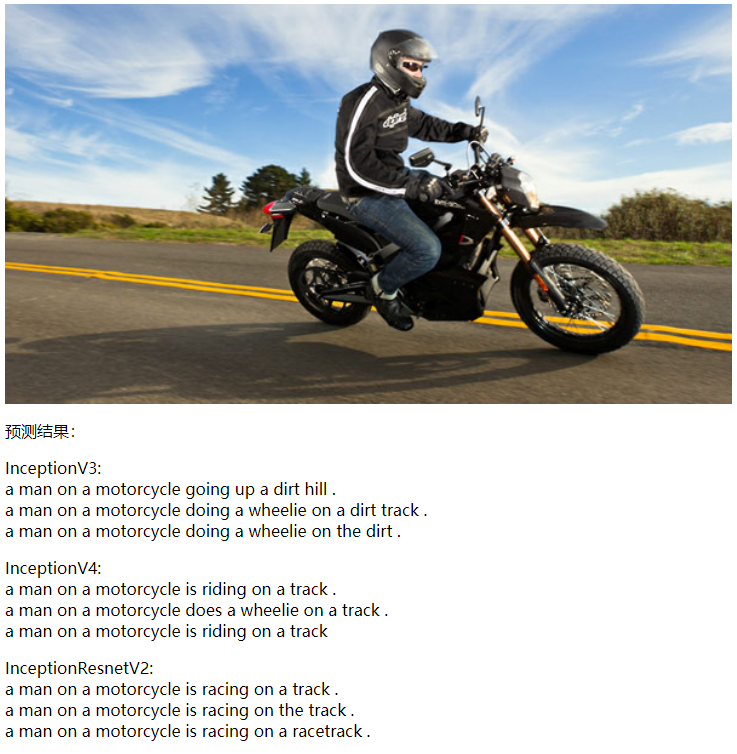 预测结果：
InceptionV3:
a man on a motorcycle going up a dirt hill .
a man on a motorcycle doing a wheelie on a dirt track .
a man on a motorcycle doing a wheelie on the dirt .
InceptionV4:
a man on a motorcycle is riding on a track .
a man on a motorcycle does a wheelie on a track .
a man on a motorcycle is riding on a track
InceptionResnetV2:
a man on a motorcycle is racing on a track .
a man on a motorcycle is racing on the track .
a man on a motorcycle is racing on a racetrack .